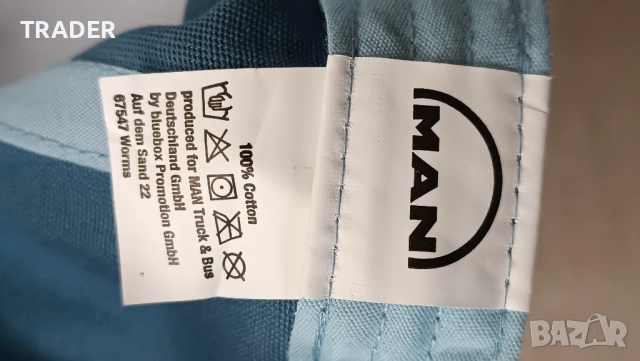 TRADER
MAN
100% Cotton
produced for MAN Truck & Bus
Deutschland GmbH
by bluebox Promotion GmbH
Auf dem Sand 22
67547 Worms
BAZAR